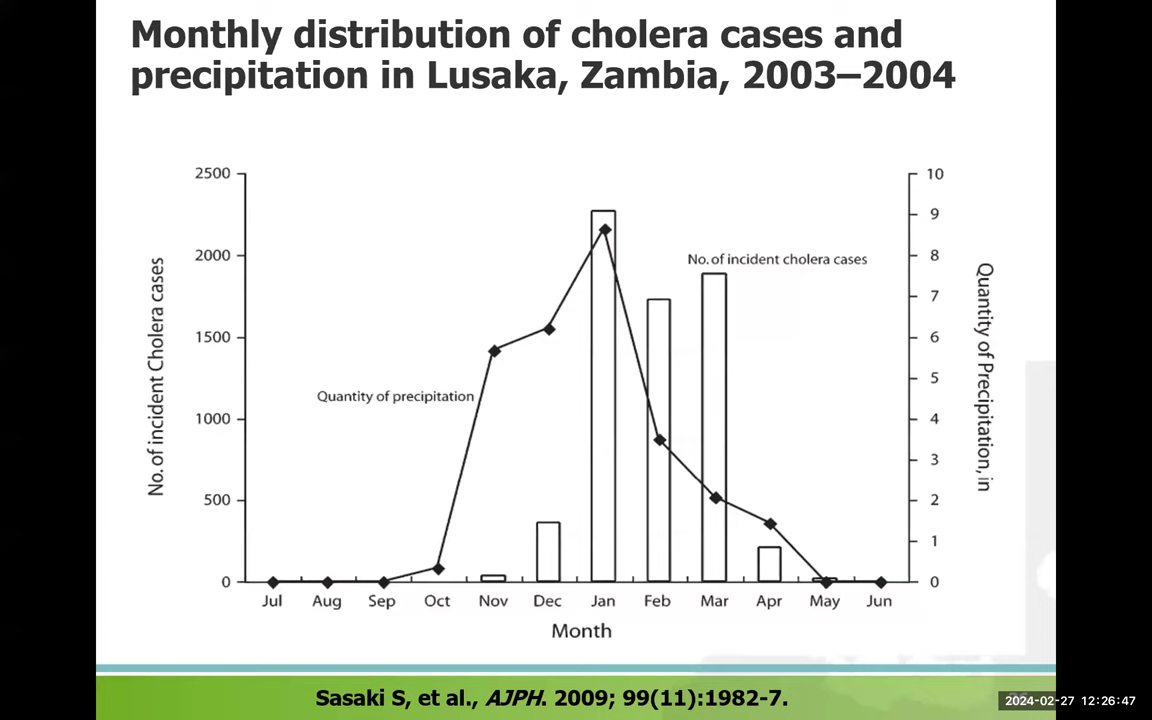 Monthly distribution of cholera cases and
precipitation in Lusaka, Zambia, 2003–2004
2500
2000
1500
1000
500
0
No. of incident Cholera cases
10
9
8
7
6
5
4
3
2
1
0
Quantity of Precipitation, in
No. of incident cholera cases
Quantity of precipitation
Jul Aug Sep Oct Nov Dec Jan Feb Mar Apr May Jun
Month
Sasaki S, et al., AJPH. 2009; 99(11):1982-7.
2024-02-27 12:26:47